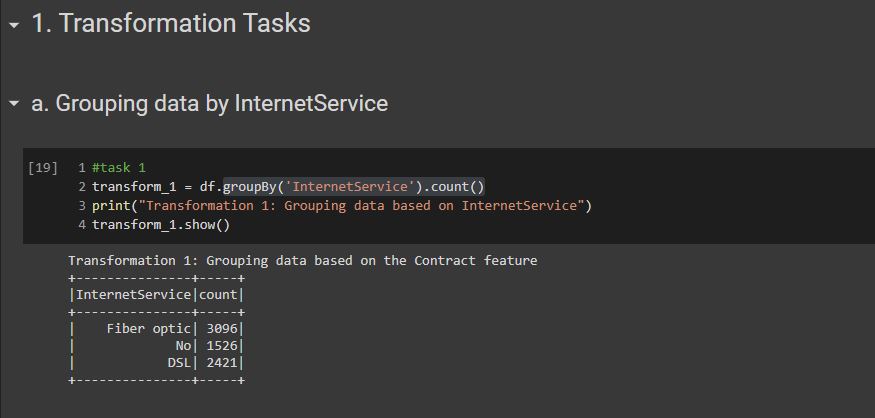 1. Transformation Tasks
a. Grouping data by InternetService
[19] 1 #task 1
2 transform_1 = df.groupBy('InternetService').count()
3 print("Transformation 1: Grouping data based on InternetService")
4 transform_1.show()
Transformation 1: Grouping data based on the Contract feature
+---------------+-----+
|InternetService|count|
+---------------+-----+
|    Fiber optic| 3096|
|             No| 1526|
|            DSL| 2421|
+---------------+-----+